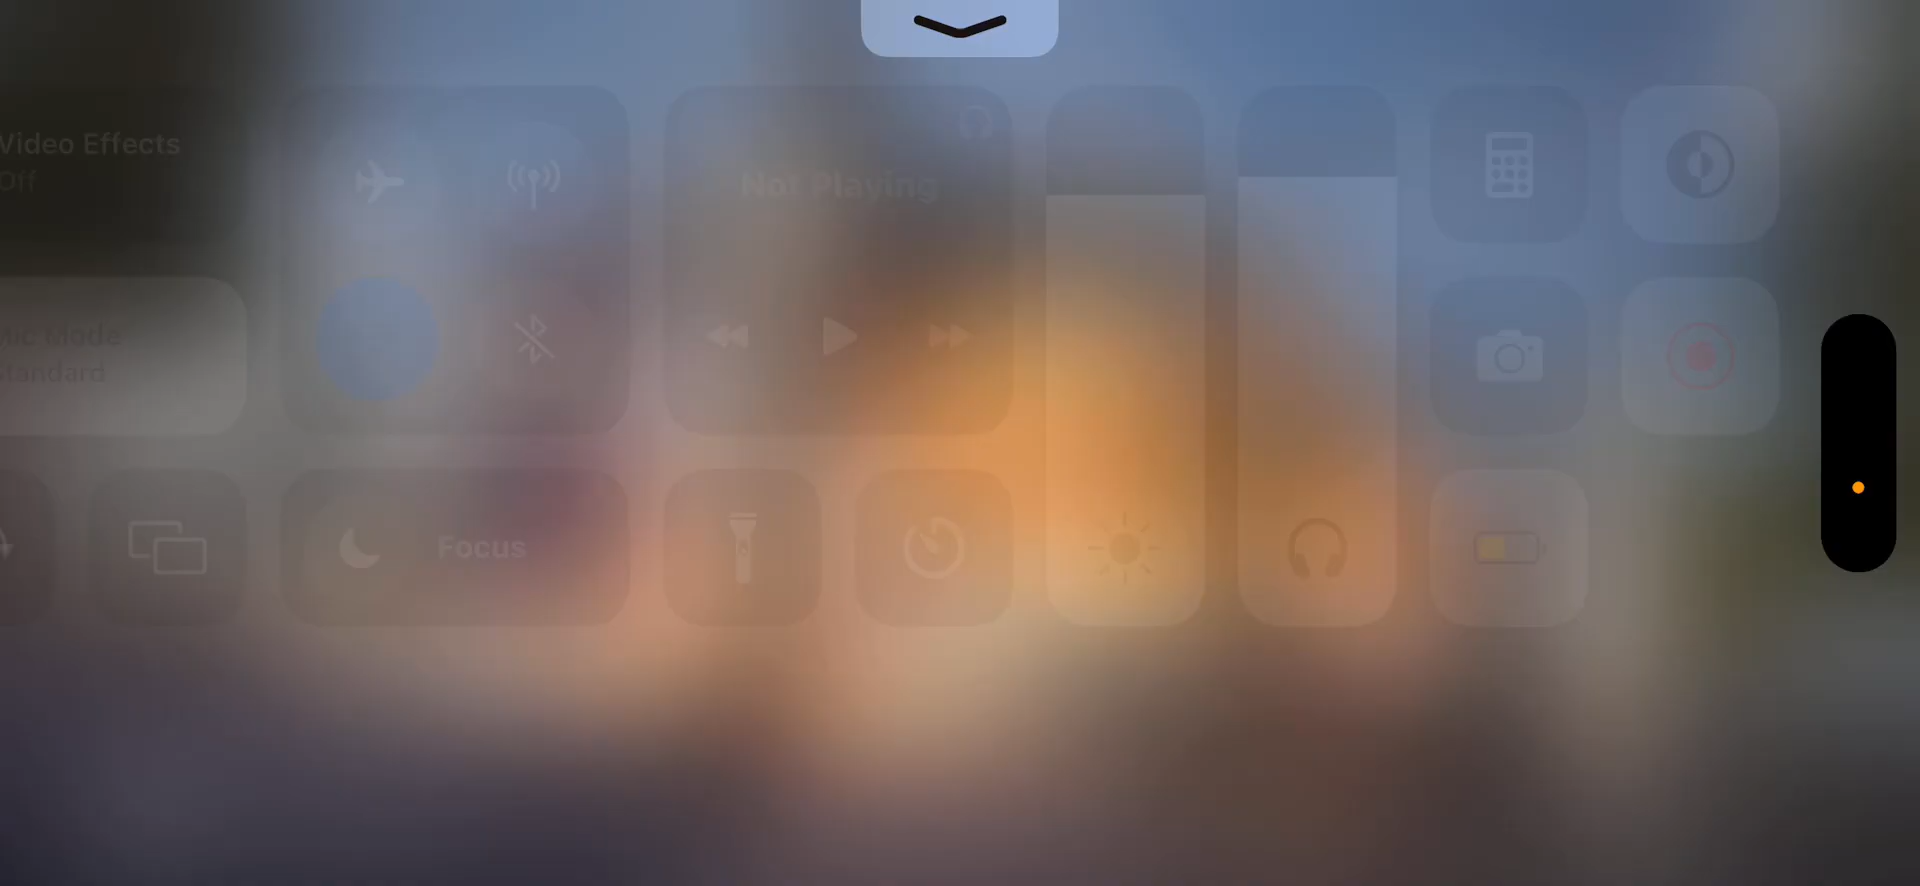 Video Effects
Off
Not Playing
Mic Mode
Standard
Focus